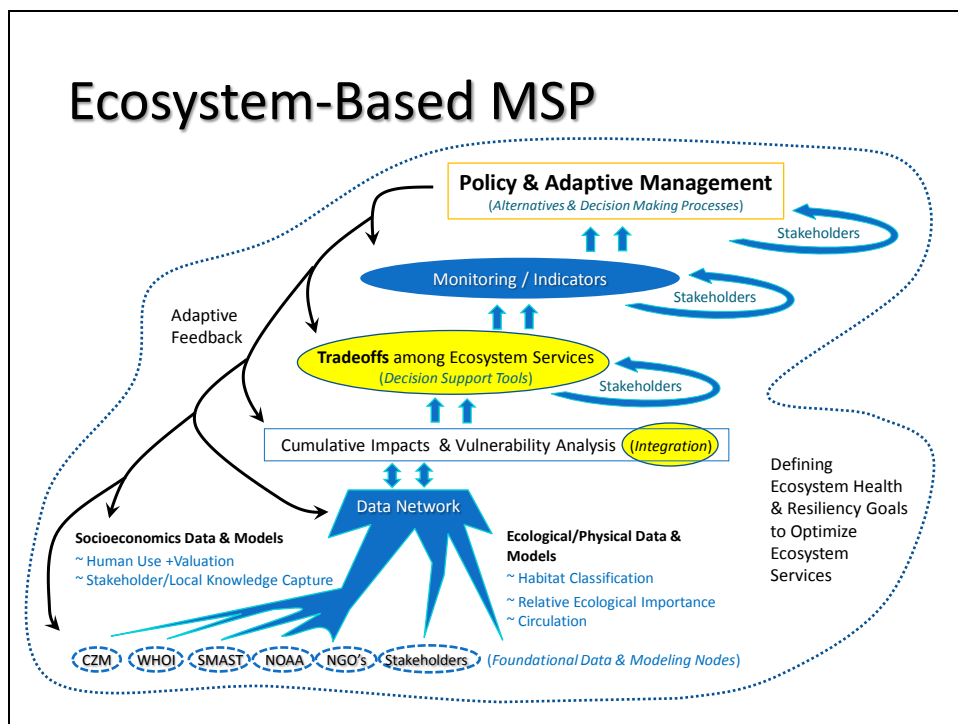 Ecosystem-Based MSP
Policy & Adaptive Management
(Alternatives & Decision Making Processes)
Stakeholders
Monitoring / Indicators
Stakeholders
Adaptive
Feedback
Tradeoffs among Ecosystem Services
(Decision Support Tools)
Stakeholders
Cumulative Impacts & Vulnerability Analysis (Integration)
Defining
Ecosystem Health
& Resiliency Goals
to Optimize
Ecosystem
Services
Data Network
Socioeconomics Data & Models
~ Human Use +Valuation
~ Stakeholder/Local Knowledge Capture
Ecological/Physical Data &
Models
~ Habitat Classification
~ Relative Ecological Importance
~ Circulation
CZM WHOI SMAST NOAA NGO's Stakeholders (Foundational Data & Modeling Nodes)